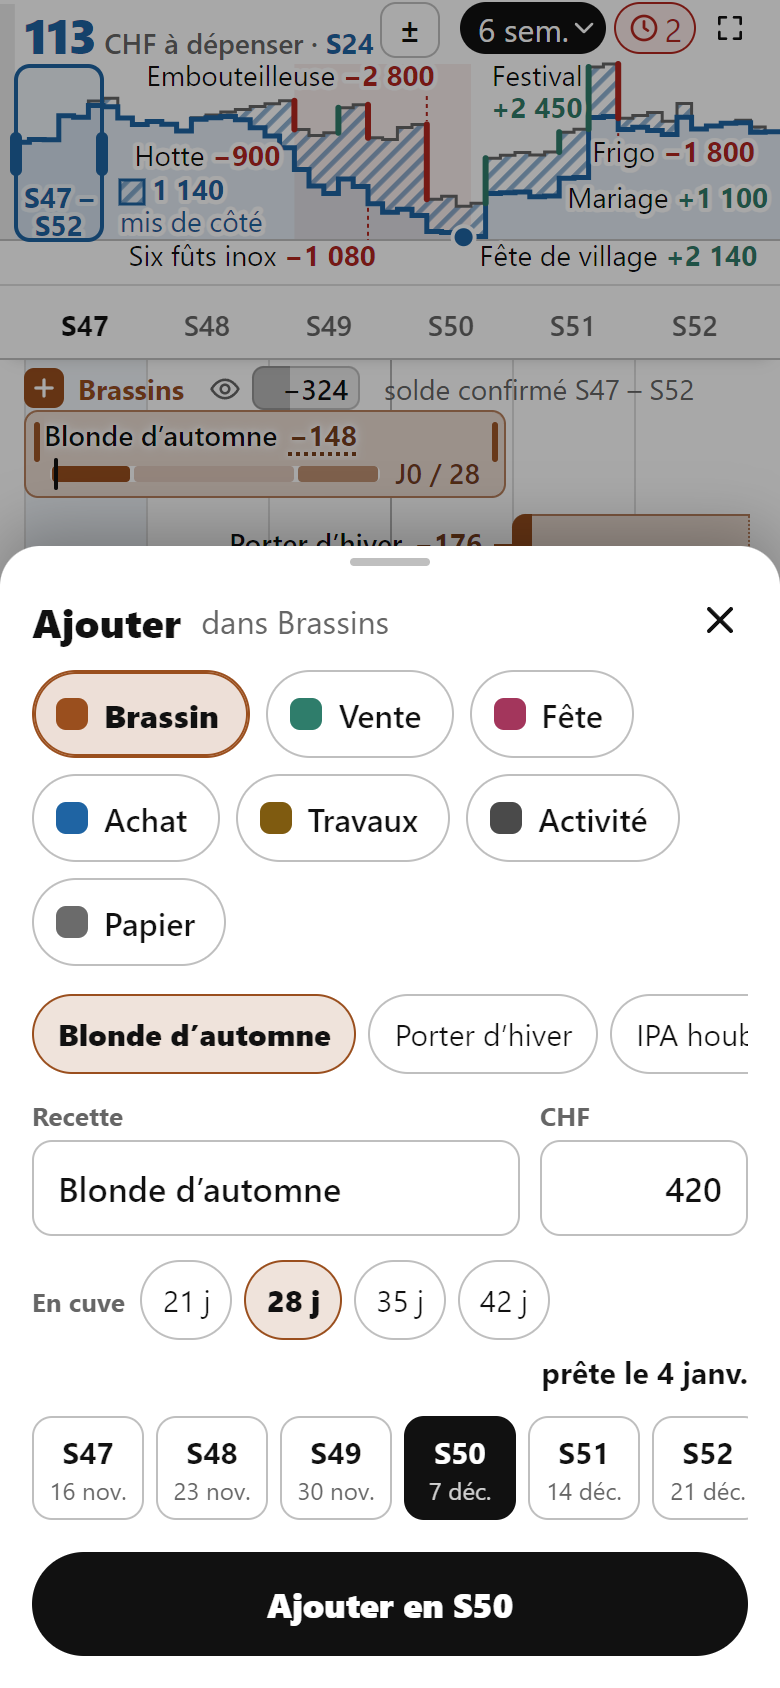 113 CHF à dépenser · S24 ± 6 sem. 2
Embouteilleuse −2 800
Festival
+2 450
Hotte −900
Frigo −1 800
S47 –
S52
1 140
mis de côté
Mariage +1 100
Six fûts inox −1 080
Fête de village +2 140
S47 S48 S49 S50 S51 S52
+ Brassins −324 solde confirmé S47 – S52
Blonde d’automne −148
J0 / 28
Porter d’hiver −176
Ajouter dans Brassins
Brassin Vente Fête
Achat Travaux Activité
Papier
Blonde d’automne Porter d’hiver IPA houb
Recette CHF
Blonde d’automne 420
En cuve 21 j 28 j 35 j 42 j
prête le 4 janv.
S47 S48 S49 S50 S51 S52
16 nov. 23 nov. 30 nov. 7 déc. 14 déc. 21 déc.
Ajouter en S50